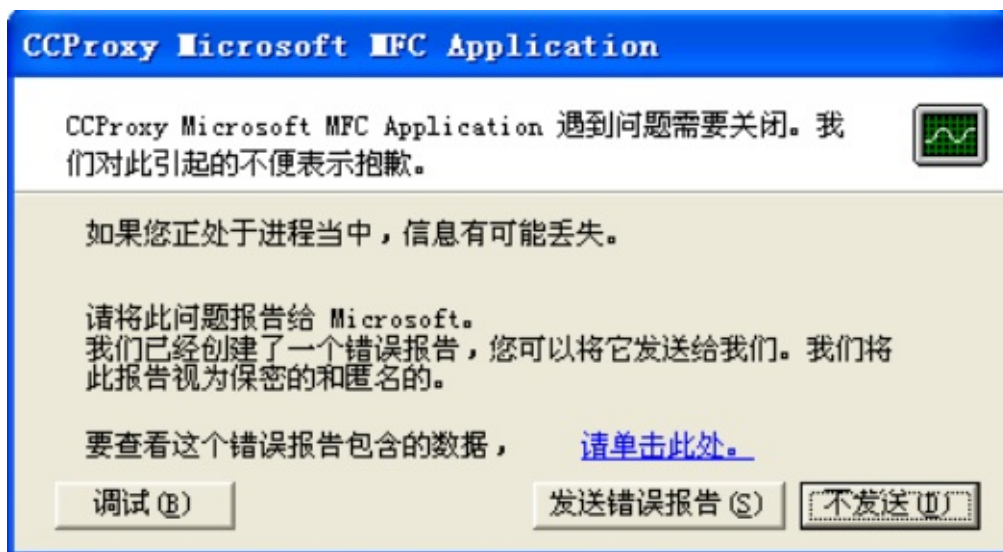 CCProxy Microsoft MFC Application
CCProxy Microsoft MFC Application 遇到问题需要关闭。我
们对此引起的不便表示抱歉。
如果您正处于进程当中，信息有可能丢失。
请将此问题报告给 Microsoft。
我们已经创建了一个错误报告，您可以将它发送给我们。我们将
此报告视为保密的和匿名的。
要查看这个错误报告包含的数据， 请单击此处。
调试(B) 发送错误报告(S) 不发送(D)